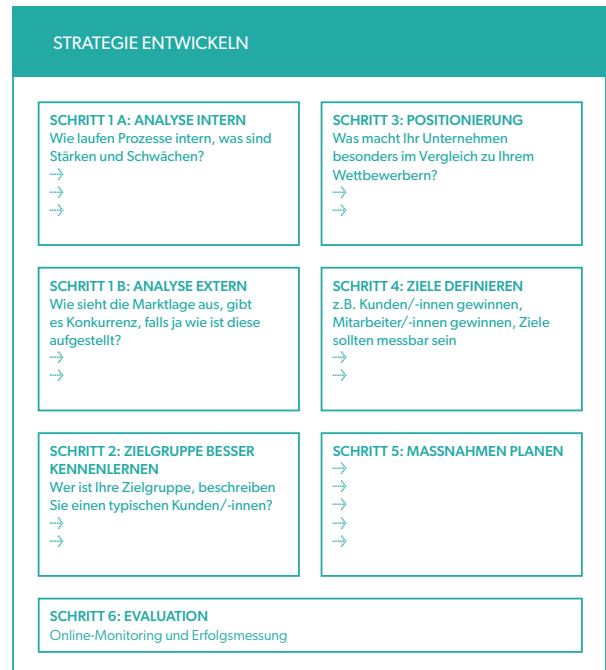 STRATEGIE ENTWICKELN
SCHRITT 1 A: ANALYSE INTERN
Wie laufen Prozesse intern, was sind
Stärken und Schwächen?
SCHRITT 1 B: ANALYSE EXTERN
Wie sieht die Marktlage aus, gibt
es Konkurrenz, falls ja wie ist diese
aufgestellt?
SCHRITT 2: ZIELGRUPPE BESSER
KENNENLERNEN
Wer ist Ihre Zielgruppe, beschreiben
Sie einen typischen Kunden/-innen?
SCHRITT 3: POSITIONIERUNG
Was macht Ihr Unternehmen
besonders im Vergleich zu Ihrem
Wettbewerbern?
SCHRITT 4: ZIELE DEFINIEREN
z.B. Kunden/-innen gewinnen,
Mitarbeiter/-innen gewinnen, Ziele
sollten messbar sein
SCHRITT 5: MASSNAHMEN PLANEN
SCHRITT 6: EVALUATION
Online-Monitoring und Erfolgsmessung